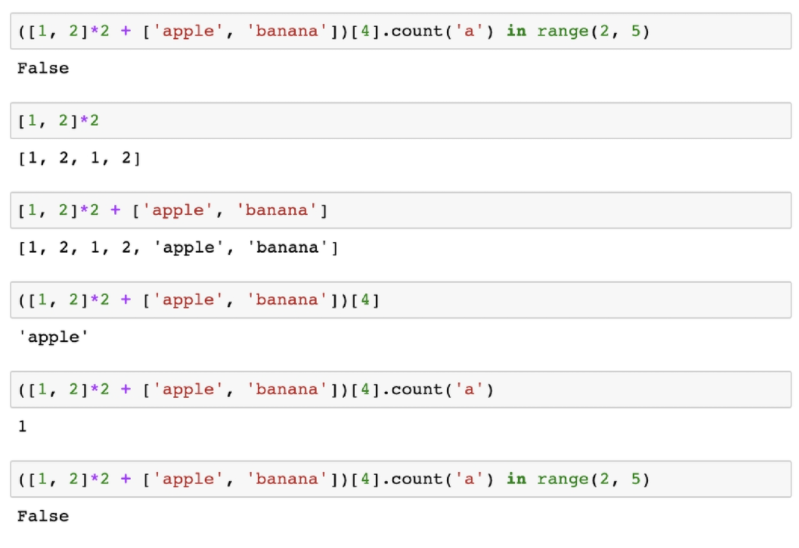 ([1, 2]*2 + ['apple', 'banana'])[4].count('a') in range(2, 5)
False
[1, 2]*2
[1, 2, 1, 2]
[1, 2]*2 + ['apple', 'banana']
[1, 2, 1, 2, 'apple', 'banana']
([1, 2]*2 + ['apple', 'banana'])[4]
'apple'
([1, 2]*2 + ['apple', 'banana'])[4].count('a')
1
([1, 2]*2 + ['apple', 'banana'])[4].count('a') in range(2, 5)
False